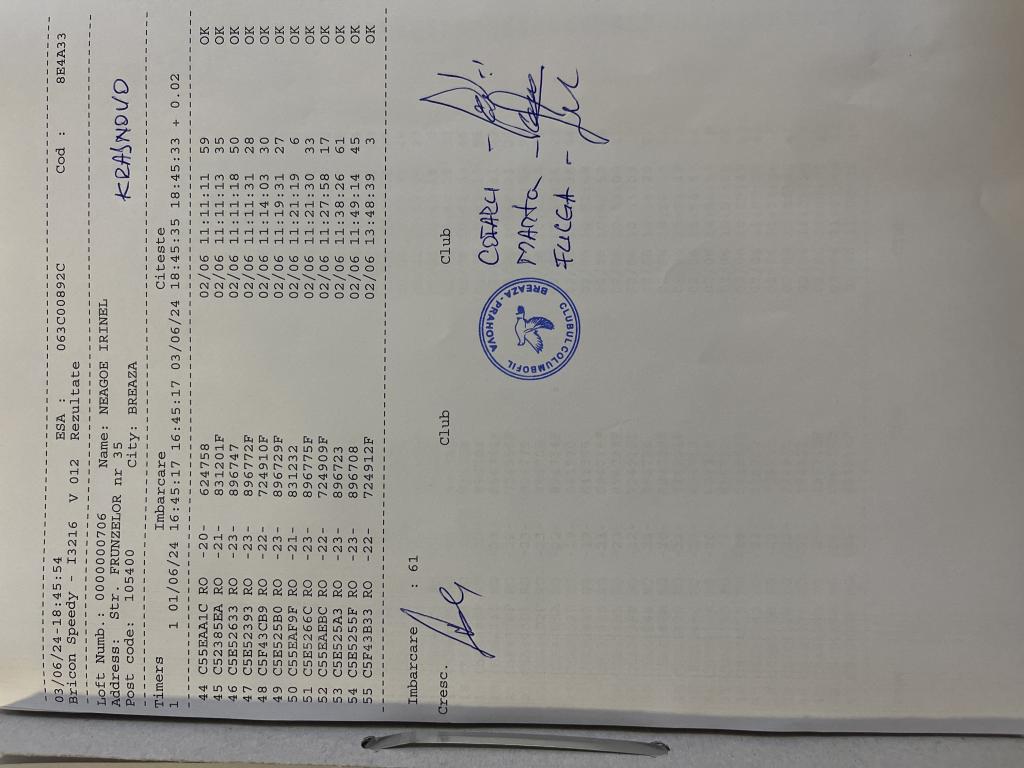 03/06/24-18:45:54 ESA : 063C00892C Cod : 8E4A33
Bricon Speedy - I3216 V 012 Rezultate
Loft Numb.: 0000000706 Name: NEAGOE IRINEL
Address: Str. FRUNZELOR nr 35
Post code: 105400 City: BREAZA
KRASNOVO
Timers Imbarcare Citeste
1 1 01/06/24 16:45:17 16:45:17 03/06/24 18:45:35 18:45:33 + 0.02
44 C55EAA1C RO -20- 624758 02/06 11:11:11 59 OK
45 C52385EA RO -21- 831201F 02/06 11:11:13 35 OK
46 C5E52633 RO -23- 896747 02/06 11:11:18 50 OK
47 C5E52393 RO -23- 896772F 02/06 11:11:31 28 OK
48 C5F43CB9 RO -22- 724910F 02/06 11:14:03 30 OK
49 C5E525B0 RO -23- 896729F 02/06 11:19:31 27 OK
50 C55EAF9F RO -21- 831232 02/06 11:21:19 6 OK
51 C5E5266C RO -23- 896775F 02/06 11:21:30 33 OK
52 C55EAEBC RO -22- 724909F 02/06 11:27:58 17 OK
53 C5E525A3 RO -23- 896723 02/06 11:38:26 61 OK
54 C5E5255F RO -23- 896708 02/06 11:49:14 45 OK
55 C5F43B33 RO -22- 724912F 02/06 13:48:39 3 OK
Imbarcare : 61
Cresc. Club Club
CLUBUL COLUMBOFIL
BREAZA - PRAHOVA
MANTA -
FULGA -